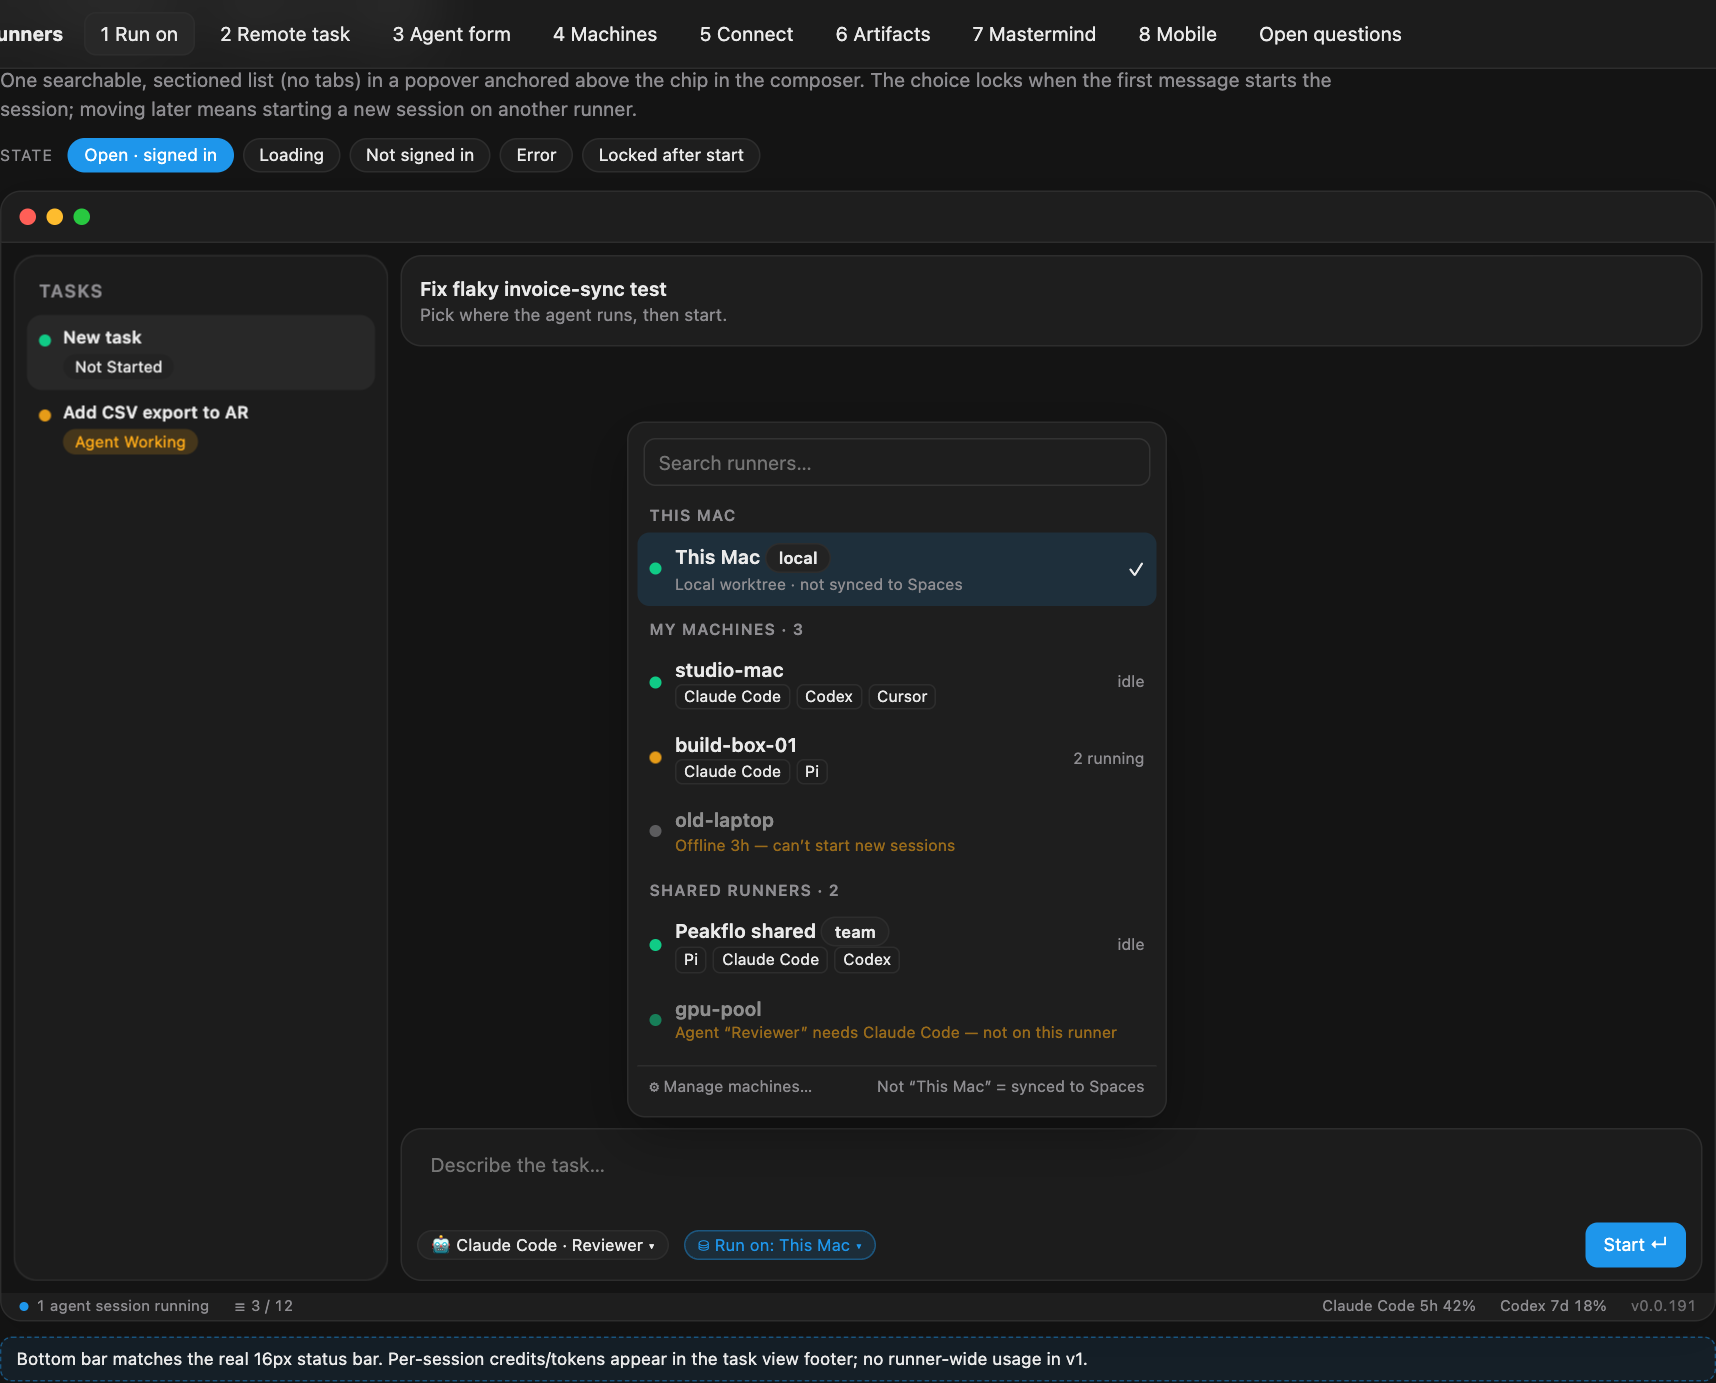 unners 1 Run on 2 Remote task 3 Agent form 4 Machines 5 Connect 6 Artifacts 7 Mastermind 8 Mobile Open questions
One searchable, sectioned list (no tabs) in a popover anchored above the chip in the composer. The choice locks when the first message starts the
session; moving later means starting a new session on another runner.
STATE Open · signed in Loading Not signed in Error Locked after start
TASKS
New task
Not Started
Add CSV export to AR
Agent Working
Fix flaky invoice-sync test
Pick where the agent runs, then start.
Search runners...
THIS MAC
This Mac local
Local worktree · not synced to Spaces
✓
MY MACHINES · 3
studio-mac
Claude Code Codex Cursor
idle
build-box-01
Claude Code Pi
2 running
old-laptop
Offline 3h — can’t start new sessions
SHARED RUNNERS · 2
Peakflo shared team
Pi Claude Code Codex
idle
gpu-pool
Agent “Reviewer” needs Claude Code — not on this runner
⚙ Manage machines... Not “This Mac” = synced to Spaces
Describe the task...
🤖 Claude Code · Reviewer ▾ ⛁ Run on: This Mac ▾ Start ↵
1 agent session running ≡ 3 / 12 Claude Code 5h 42% Codex 7d 18% v0.0.191
Bottom bar matches the real 16px status bar. Per-session credits/tokens appear in the task view footer; no runner-wide usage in v1.